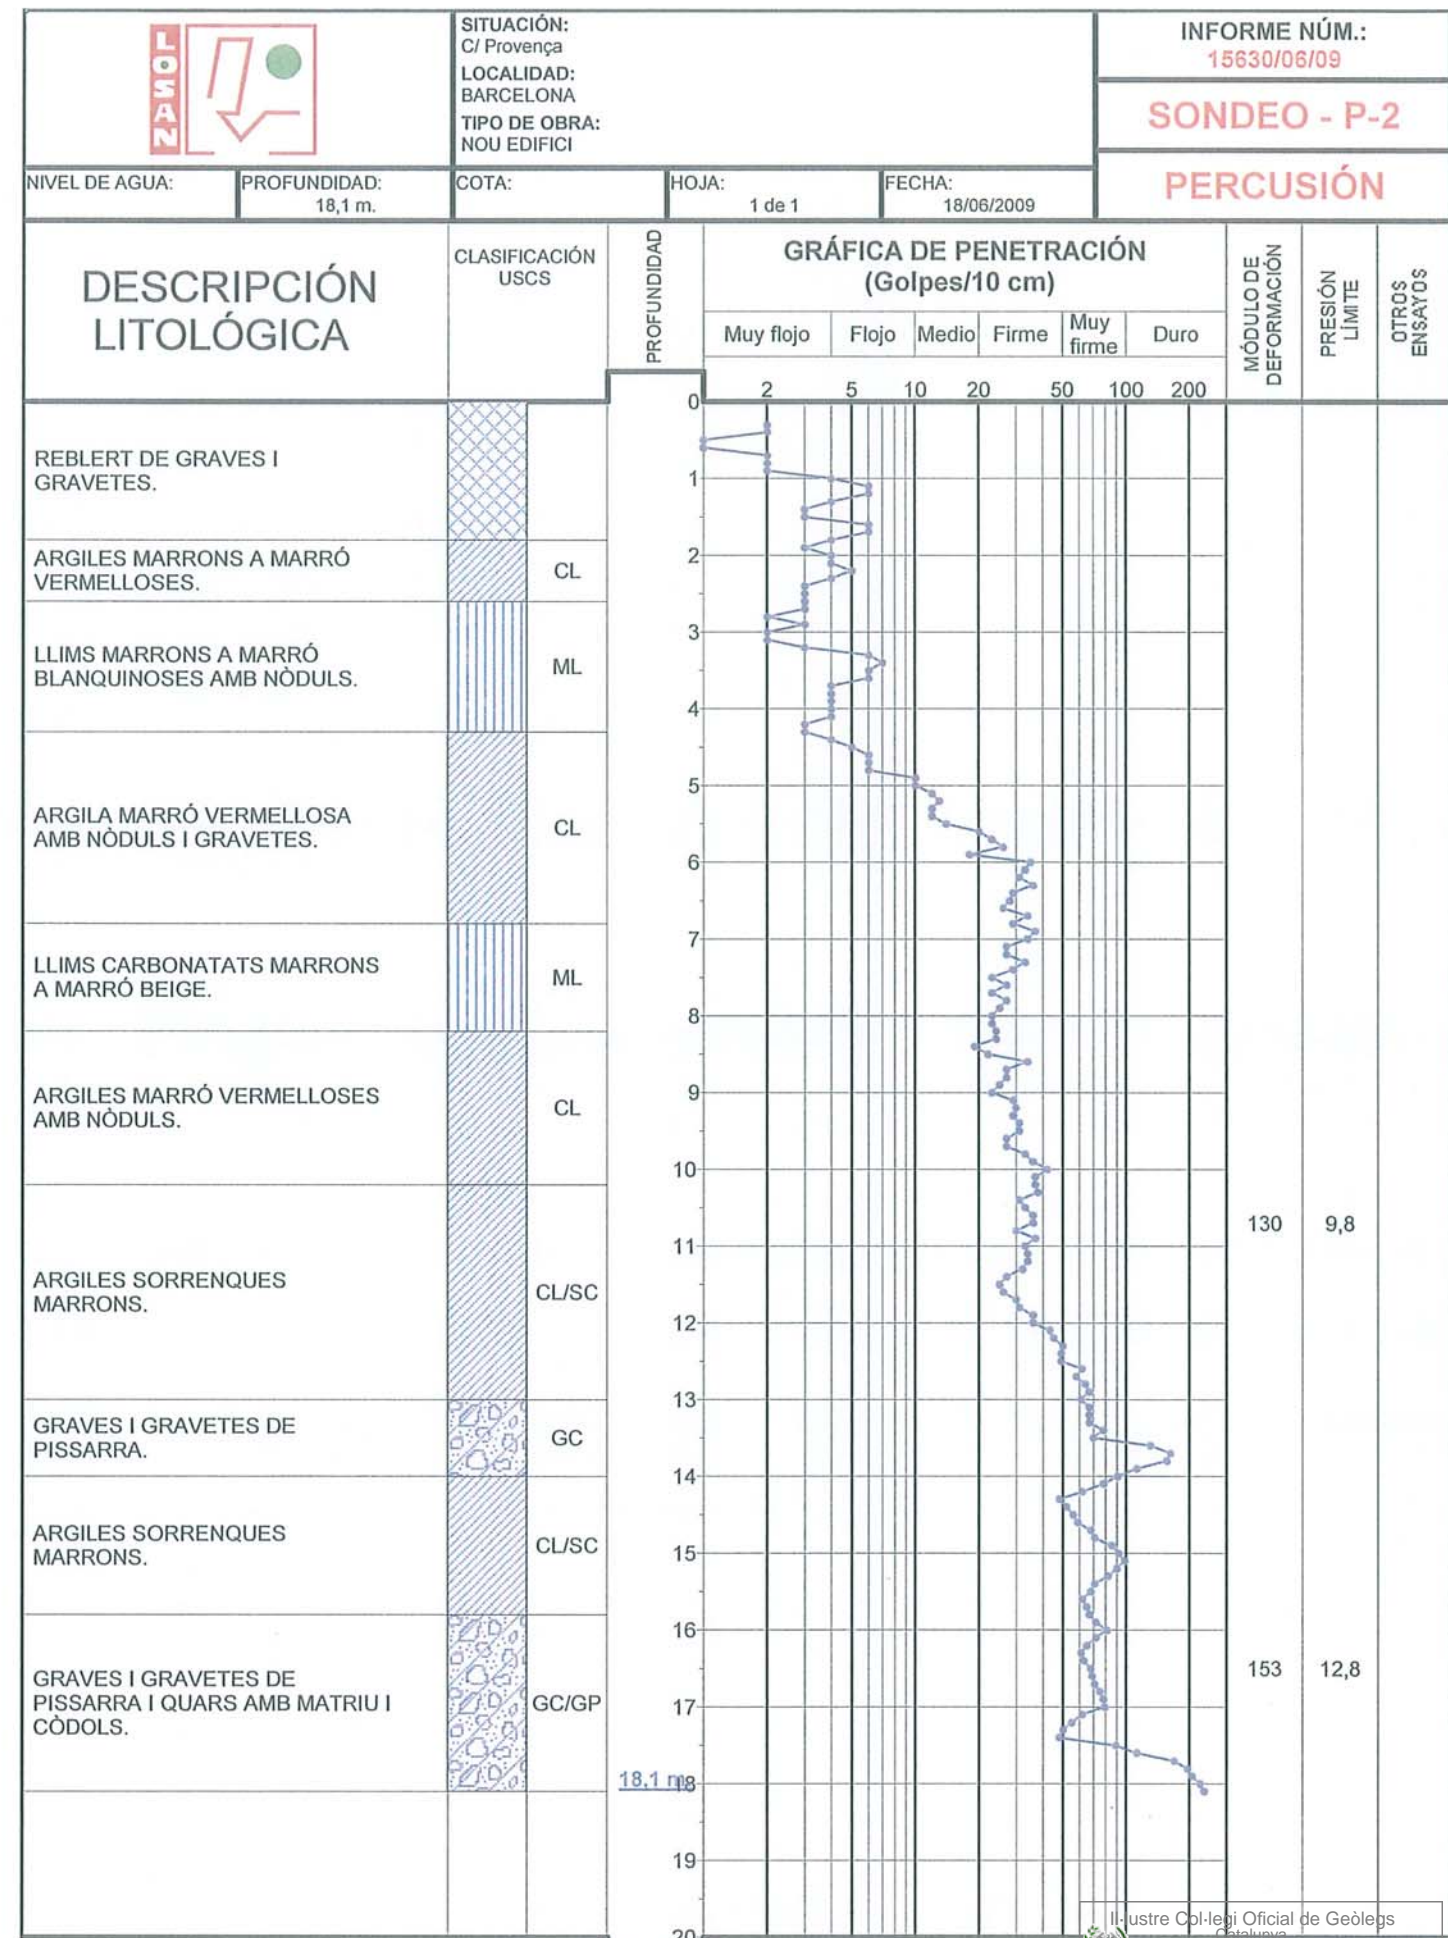 LOSAN
SITUACIÓN:
C/ Provença
LOCALIDAD:
BARCELONA
TIPO DE OBRA:
NOU EDIFICI
INFORME NÚM.:
15630/06/09
SONDEO - P-2
PERCUSIÓN
NIVEL DE AGUA:
PROFUNDIDAD:
18,1 m.
COTA:
HOJA:
1 de 1
FECHA:
18/06/2009
DESCRIPCIÓN
LITOLÓGICA
CLASIFICACIÓN
USCS
PROFUNDIDAD
GRÁFICA DE PENETRACIÓN
(Golpes/10 cm)
Muy flojo
Flojo
Medio
Firme
Muy
firme
Duro
2 5 10 20 50 100 200
MÓDULO DE
DEFORMACIÓN
PRESIÓN
LÍMITE
OTROS
ENSAYOS
0
REBLERT DE GRAVES I
GRAVETES.
1
ARGILES MARRONS A MARRÓ
VERMELLOSES.
CL
2
LLIMS MARRONS A MARRÓ
BLANQUINOSES AMB NÒDULS.
ML
3
4
ARGILA MARRÓ VERMELLOSA
AMB NÒDULS I GRAVETES.
CL
5
6
LLIMS CARBONATATS MARRONS
A MARRÓ BEIGE.
ML
7
8
ARGILES MARRÓ VERMELLOSES
AMB NÒDULS.
CL
9
10
ARGILES SORRENQUES
MARRONS.
CL/SC
11
12
130
9,8
13
GRAVES I GRAVETES DE
PISSARRA.
GC
14
ARGILES SORRENQUES
MARRONS.
CL/SC
15
16
GRAVES I GRAVETES DE
PISSARRA I QUARS AMB MATRIU I
CÒDOLS.
GC/GP
153
12,8
17
18,1 m.
18
19
20
Il·lustre Col·legi Oficial de Geòlegs
Catalunya